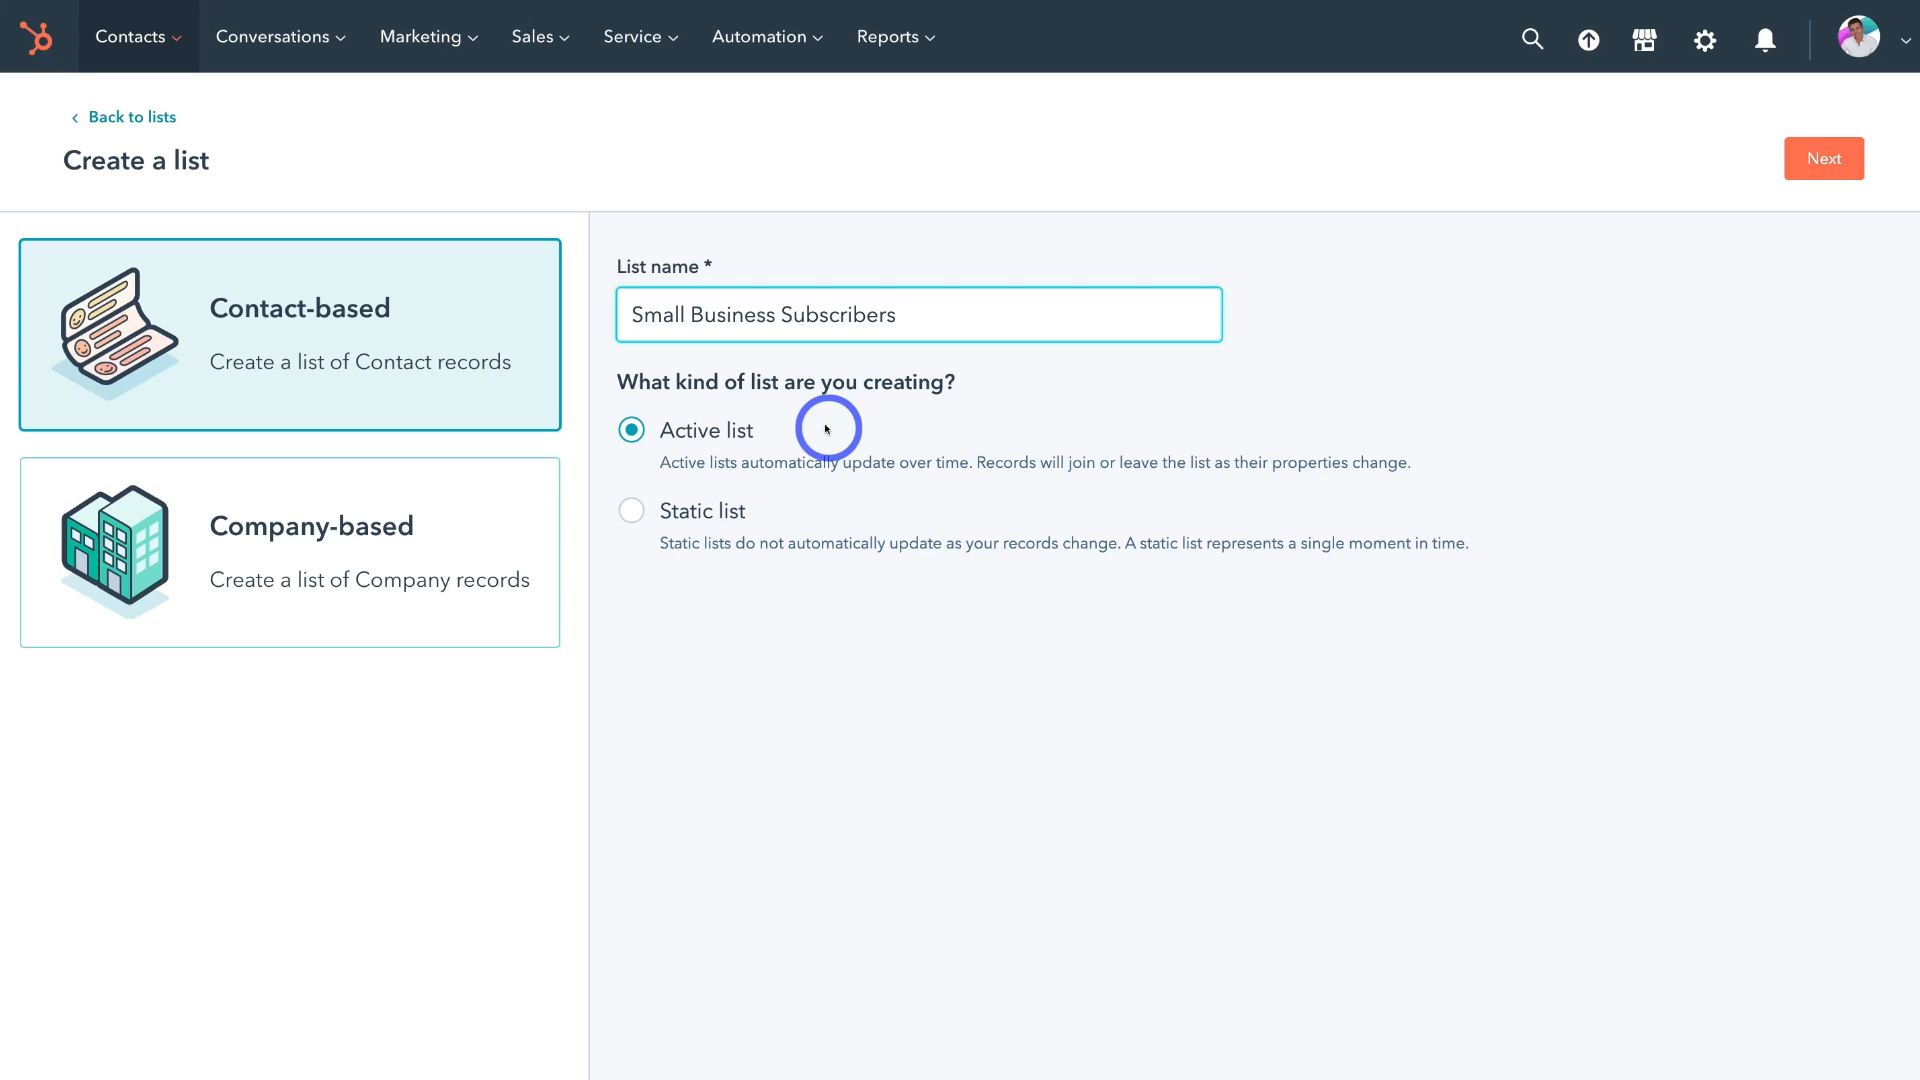 Contacts
Conversations
Marketing
Sales
Service
Automation
Reports
Back to lists
Create a list
Next
Contact-based
Create a list of Contact records
Company-based
Create a list of Company records
List name *
Small Business Subscribers
What kind of list are you creating?
Active list
Active lists automatically update over time. Records will join or leave the list as their properties change.
Static list
Static lists do not automatically update as your records change. A static list represents a single moment in time.